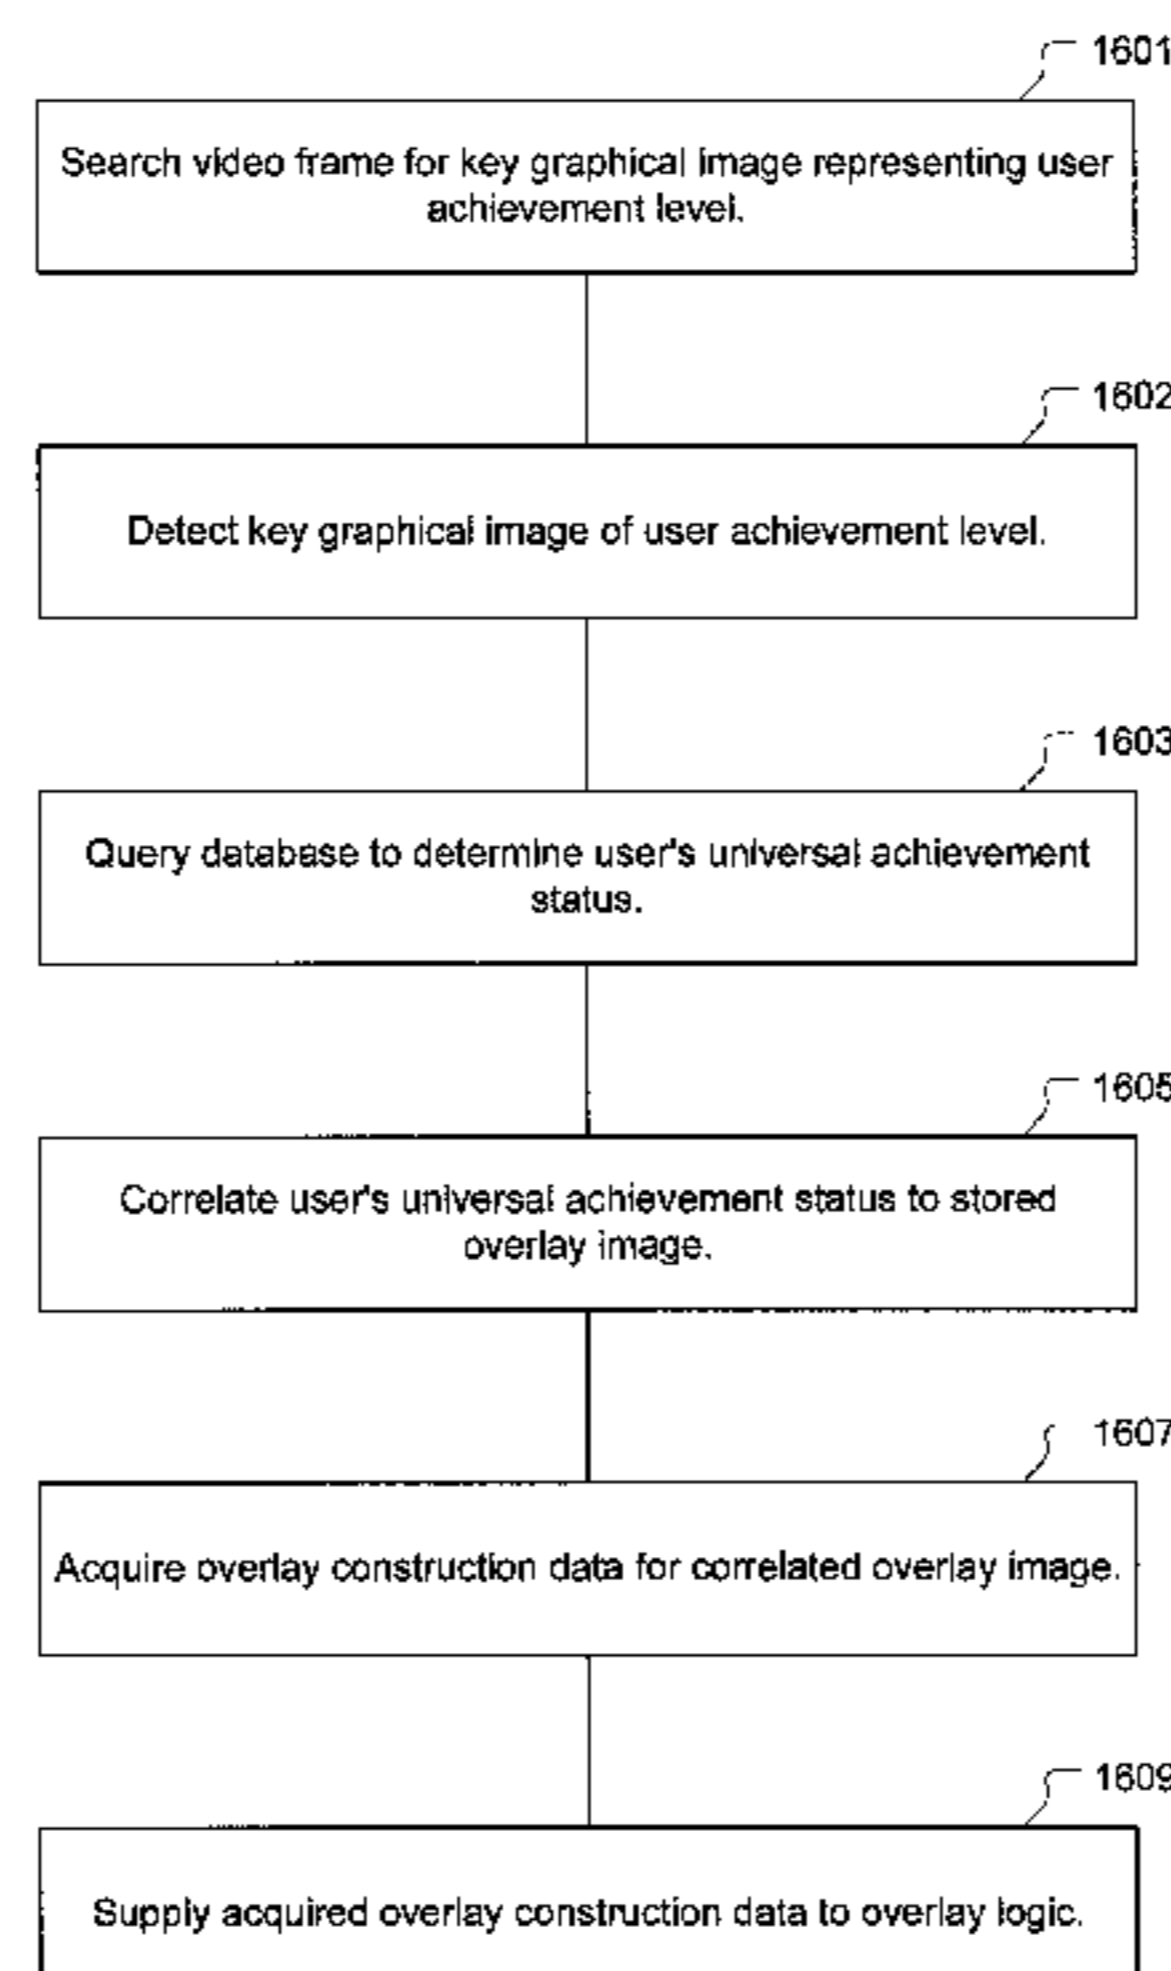 1601
Search video frame for key graphical image representing user
achievement level.
1602
Detect key graphical image of user achievement level.
1603
Query database to determine user's universal achievement
status.
1605
Correlate user's universal achievement status to stored
overlay image.
1607
Acquire overlay construction data for correlated overlay image.
1609
Supply acquired overlay construction data to overlay logic.